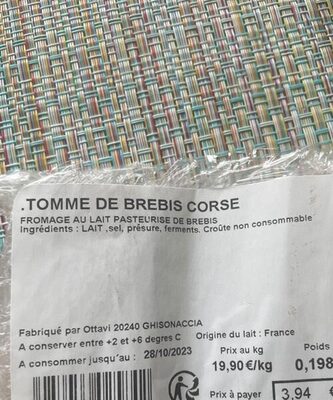 .TOMME DE BREBIS CORSE
FROMAGE AU LAIT PASTEURISE DE BREBIS
Ingrédients : LAIT ,sel, présure, ferments. Croûte non consommable
Fabriqué par Ottavi 20240 GHISONACCIA
A conserver entre +2 et +6 degres C Origine du lait : France
A consommer jusqu'au : 28/10/2023 Prix au kg Poids
19,90 €/kg 0,198
Prix à payer 3,94 €